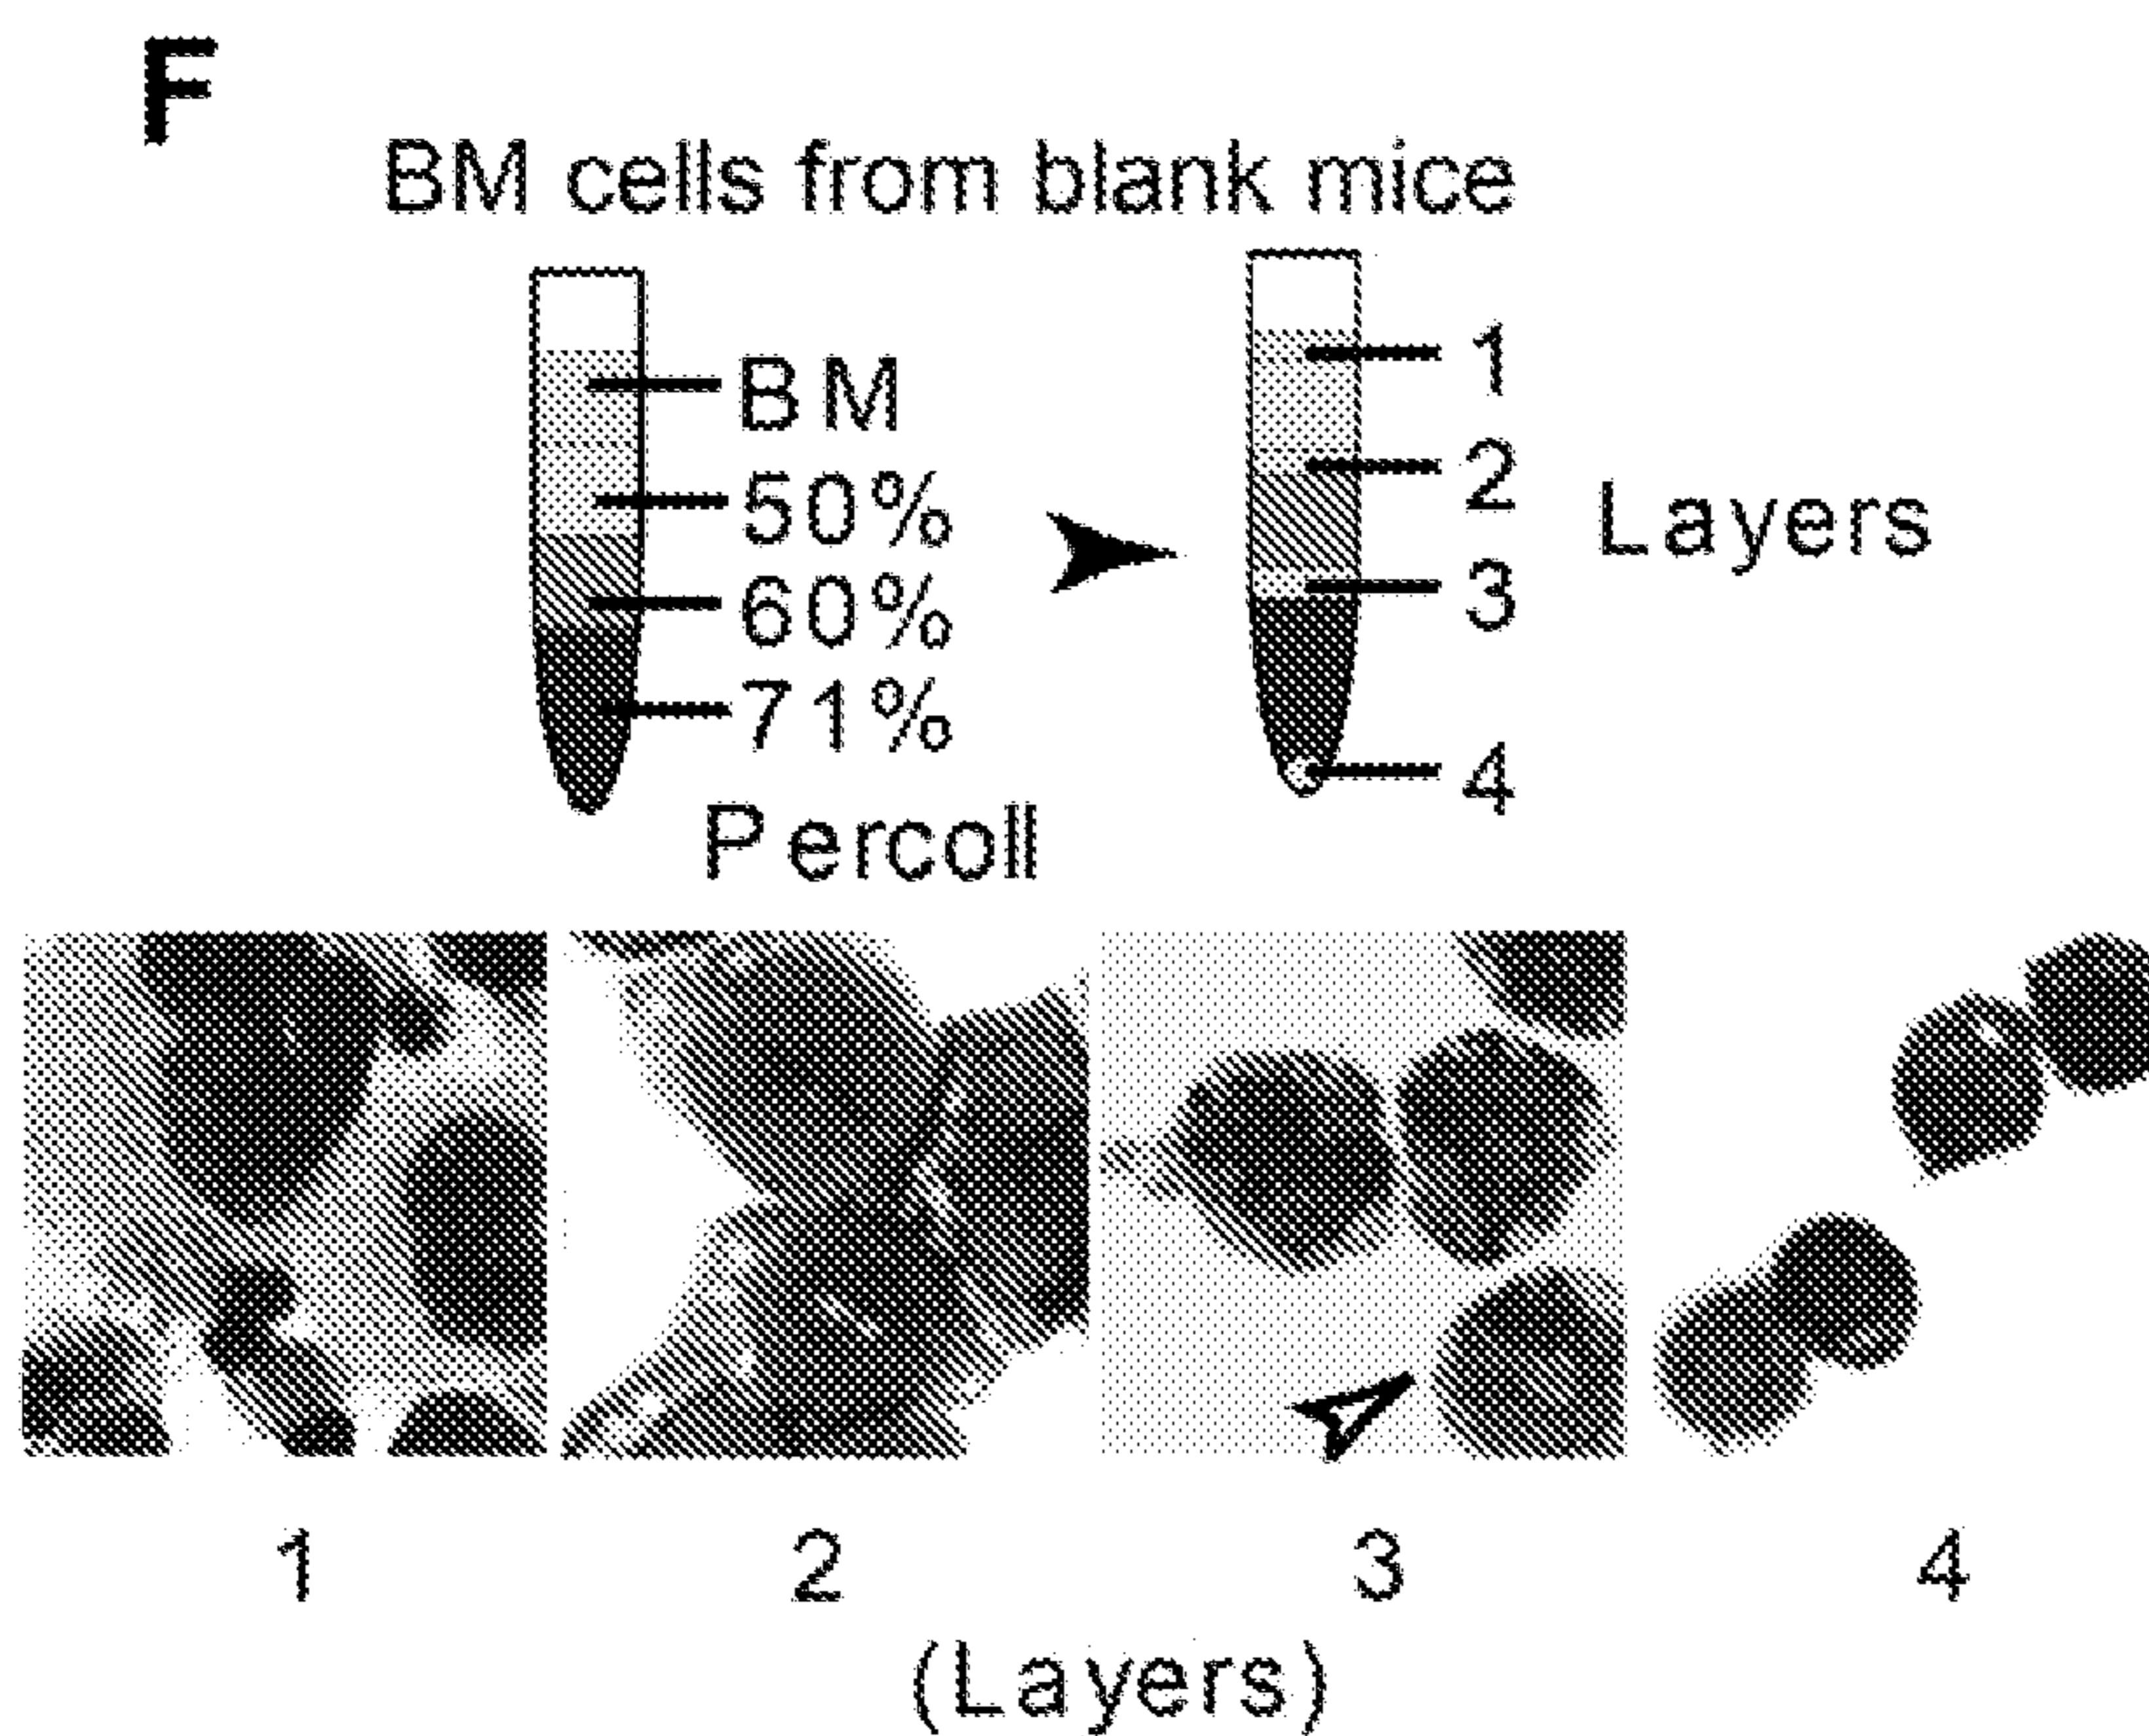 F
BM cells from blank mice
BM
50%
60%
71%
Percoll
1
2
3
4
Layers
1 2 3 4
(Layers)